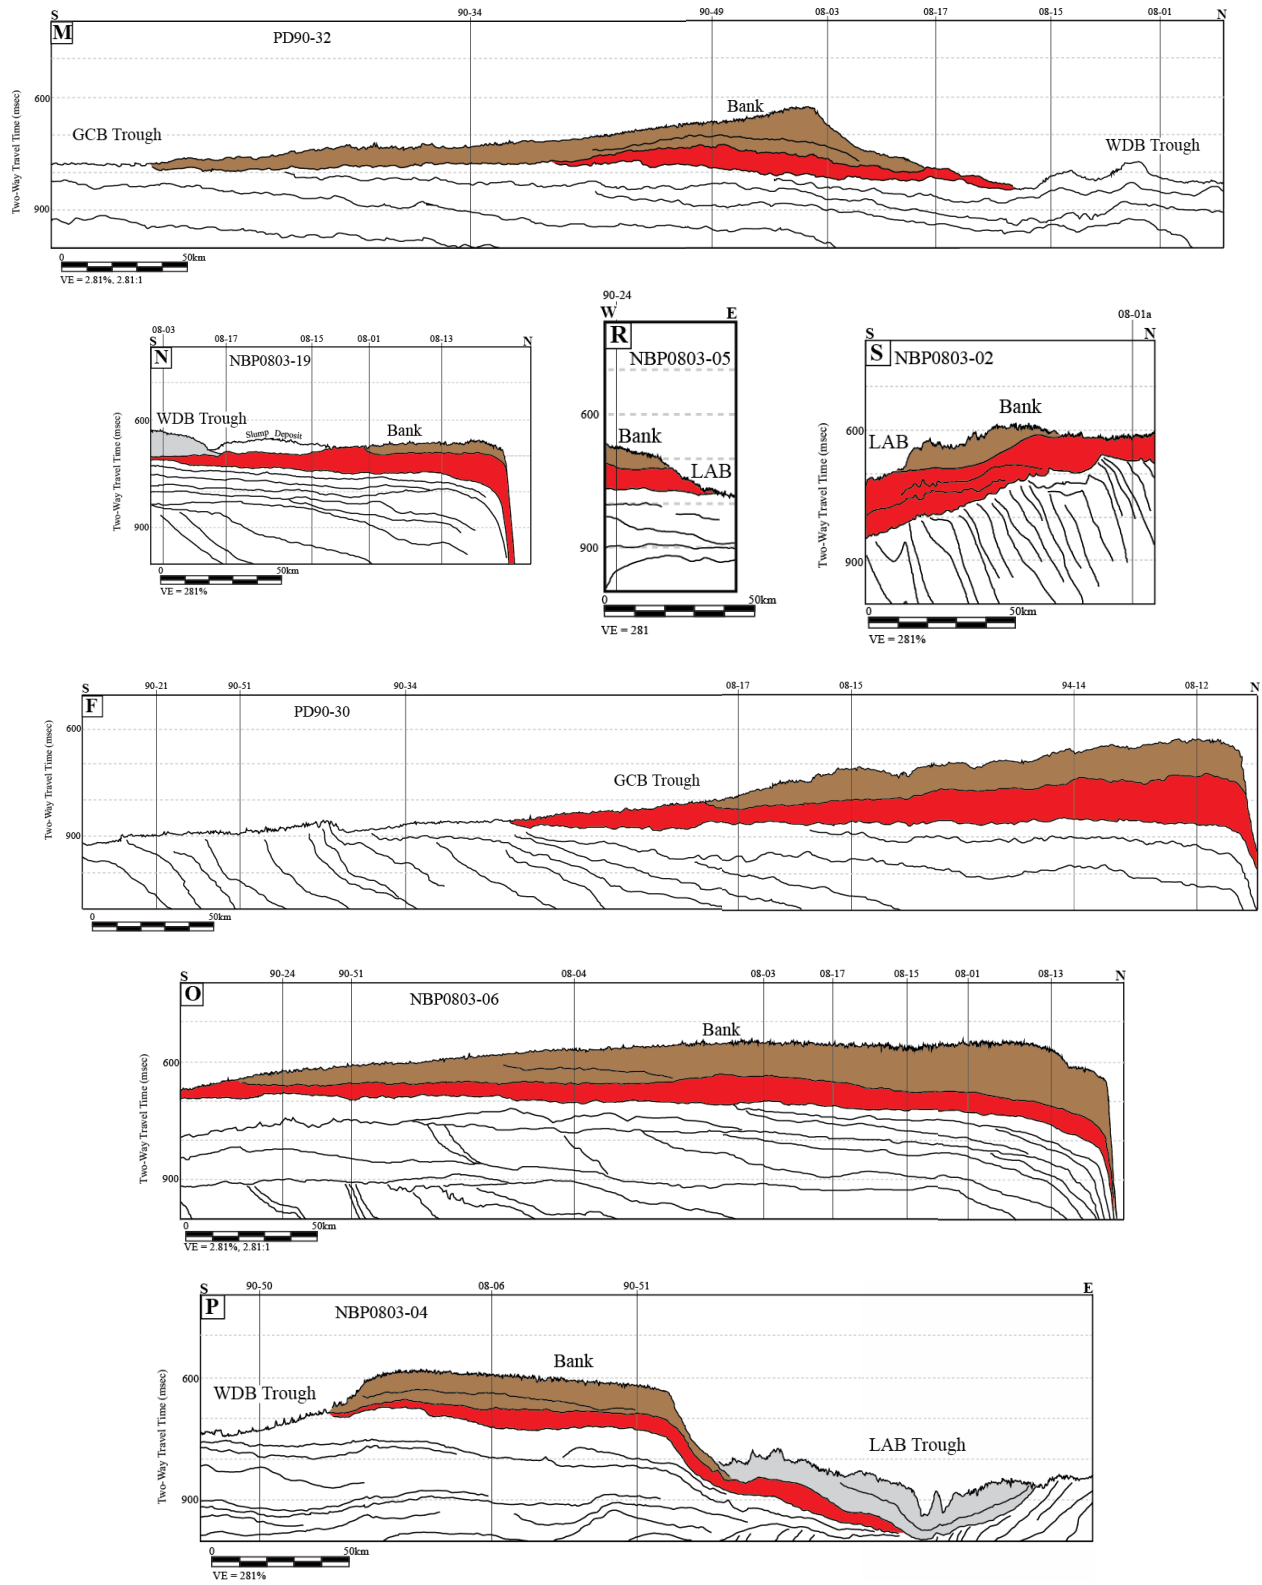 S 90-34 90-49 08-03 08-17 08-15 08-01 N
M
PD90-32
Two-Way Travel Time (msec)
600
900
GCB Trough
Bank
WDB Trough
0 50km
VE = 2.81%, 2.81:1
08-03
S 08-17 08-15 08-01 08-13 N
N
NBP0803-19
Two-Way Travel Time (msec)
600
900
WDB Trough
Slump Deposit
Bank
0 50km
VE = 281%
90-24
W E
R
NBP0803-05
600
900
Bank
LAB
0 50km
VE = 281
08-01a
S N
S NBP0803-02
Two-Way Travel Time (msec)
600
900
Bank
LAB
0 50km
VE = 281%
S 90-21 90-51 90-34 08-17 08-15 94-14 08-12 N
F
PD90-30
Two-Way Travel Time (msec)
600
900
GCB Trough
0 50km
S 90-24 90-51 08-04 08-03 08-17 08-15 08-01 08-13 N
O
NBP0803-06
Two-Way Travel Time (msec)
600
900
Bank
0 50km
VE = 2.81%, 2.81:1
S 90-50 08-06 90-51 E
P
NBP0803-04
Two-Way Travel Time (msec)
600
900
WDB Trough
Bank
LAB Trough
0 50km
VE = 281%